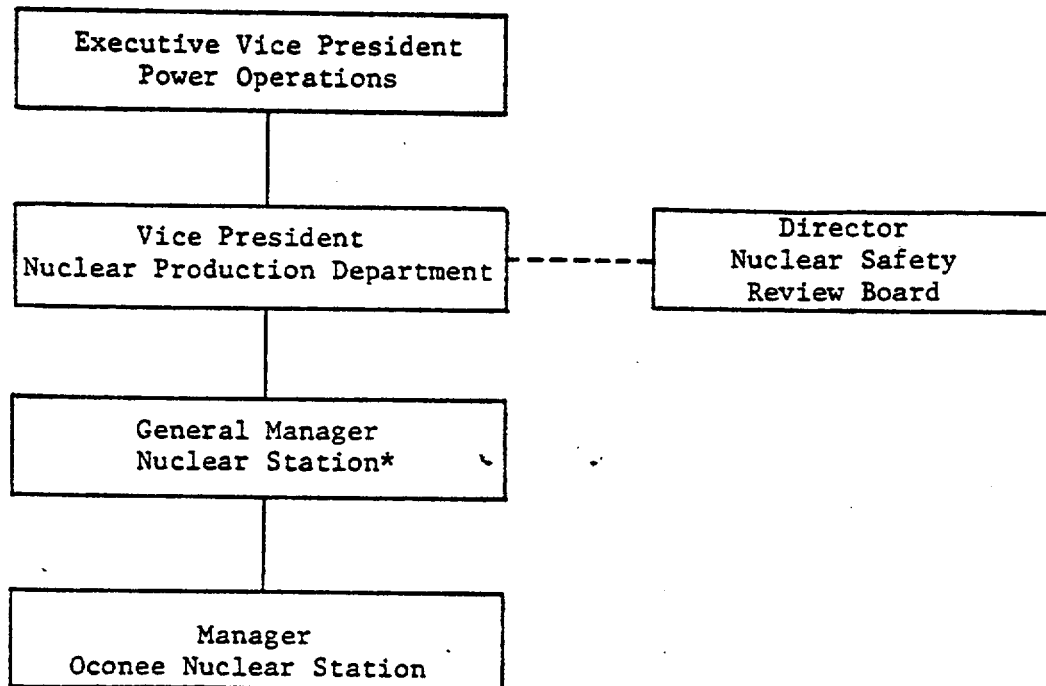 Executive Vice President
Power Operations
Vice President
Nuclear Production Department
Director
Nuclear Safety
Review Board
General Manager
Nuclear Station*
Manager
Oconee Nuclear Station